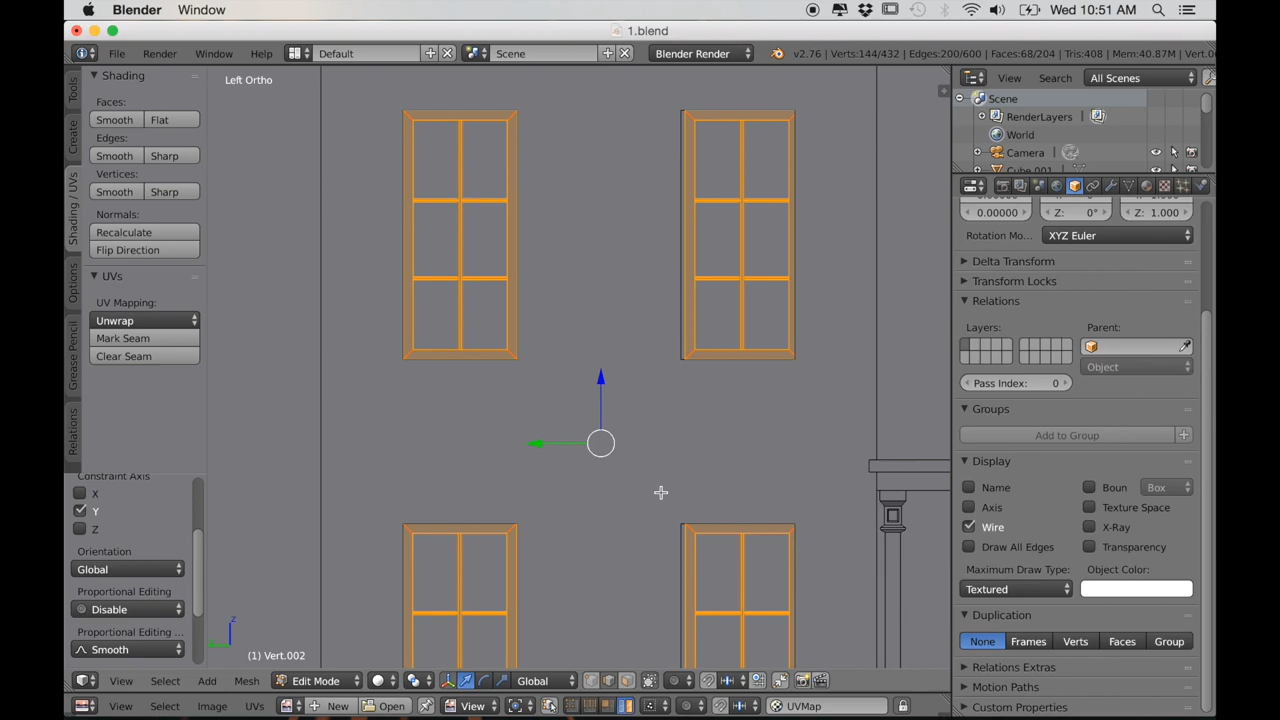 Blender Window Wed 10:51 AM
1.blend
File Render Window Help Default Scene Blender Render v2.76 | Verts:144/432 | Edges:200/600 | Faces:68/204 | Tris:408 | Mem:40.87M | Vert.0
Shading
Faces:
Smooth Flat
Edges:
Smooth Sharp
Vertices:
Smooth Sharp
Normals:
Recalculate
Flip Direction
UVs
UV Mapping:
Unwrap
Mark Seam
Clear Seam
Tools
Create
Shading / UVs
Options
Grease Pencil
Relations
Constraint Axis
X
Y
Z
Orientation
Global
Proportional Editing
Disable
Proportional Editing ...
Smooth
Left Ortho
z
(1) Vert.002
View Select Add Mesh Edit Mode Global
View Select Image UVs New Open View UVMap
View Search All Scenes
Scene
RenderLayers
World
Camera
Cube.001
0.00000 Z: 0° Z: 1.000
Rotation Mo... XYZ Euler
Delta Transform
Transform Locks
Relations
Layers: Parent:
Pass Index: 0 Object
Groups
Add to Group
Display
Name Boun Box
Axis Texture Space
Wire X-Ray
Draw All Edges Transparency
Maximum Draw Type: Object Color:
Textured
Duplication
None Frames Verts Faces Group
Relations Extras
Motion Paths
Custom Properties